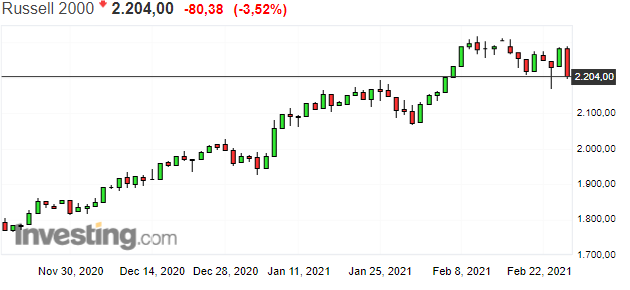 Russell 2000 2.204,00 -80,38 (-3,52%)
2.204,00
2.100,00
2.000,00
1.900,00
1.800,00
1.700,00
Investing.com
Nov 30, 2020 Dec 14, 2020 Dec 28, 2020 Jan 11, 2021 Jan 25, 2021 Feb 8, 2021 Feb 22, 2021